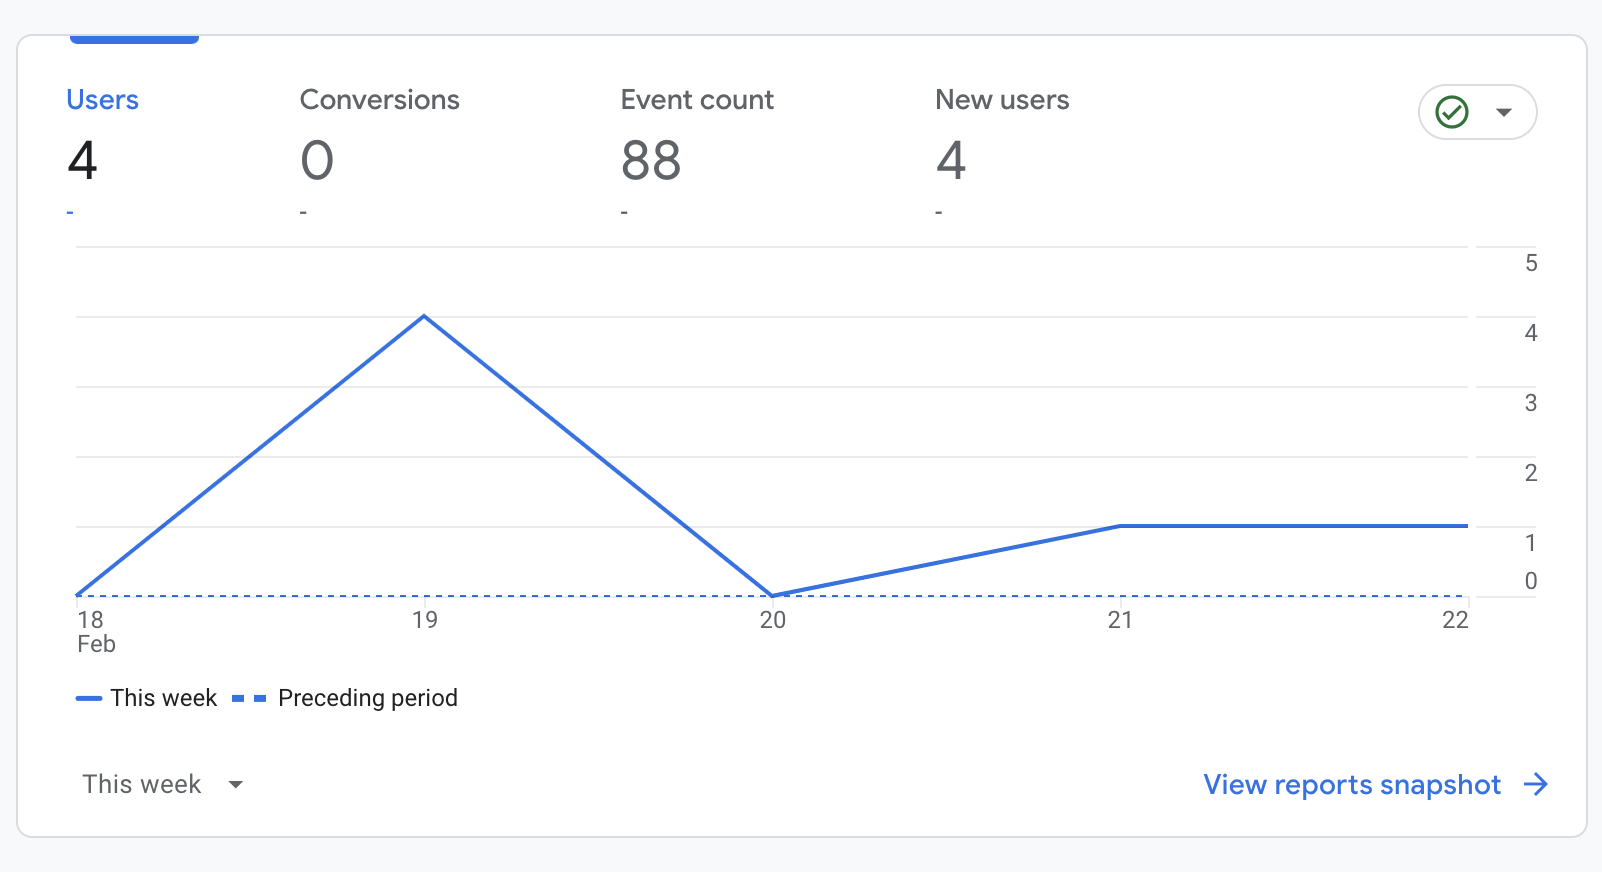 Users Conversions Event count New users
4 0 88 4
- - - -
5
4
3
2
1
0
18 19 20 21 22
Feb
This week Preceding period
This week View reports snapshot